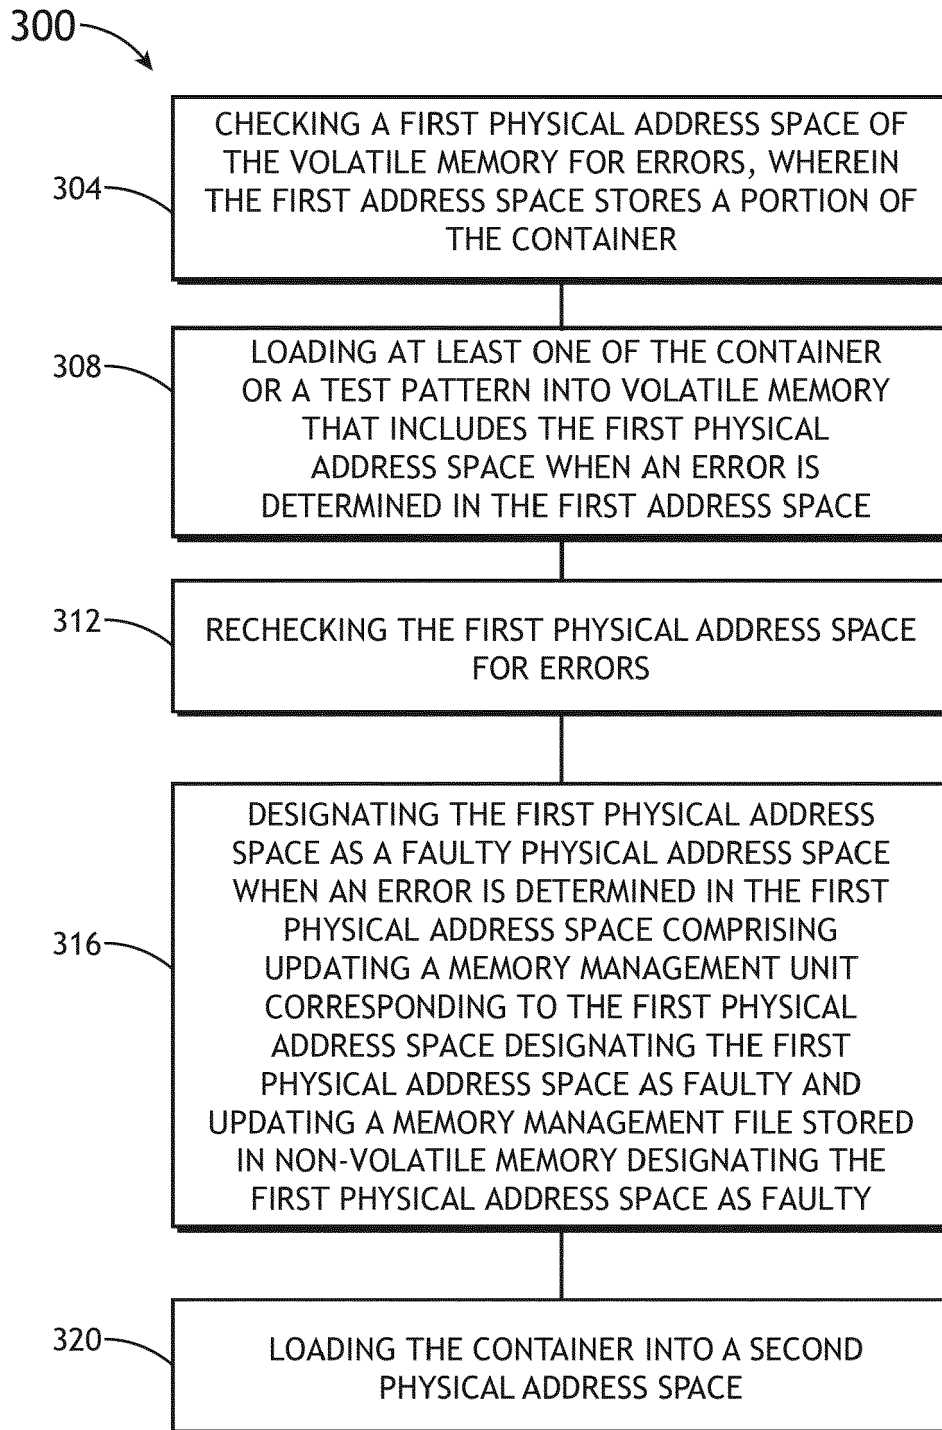 300
304
CHECKING A FIRST PHYSICAL ADDRESS SPACE OF
THE VOLATILE MEMORY FOR ERRORS, WHEREIN
THE FIRST ADDRESS SPACE STORES A PORTION OF
THE CONTAINER
308
LOADING AT LEAST ONE OF THE CONTAINER
OR A TEST PATTERN INTO VOLATILE MEMORY
THAT INCLUDES THE FIRST PHYSICAL
ADDRESS SPACE WHEN AN ERROR IS
DETERMINED IN THE FIRST ADDRESS SPACE
312
RECHECKING THE FIRST PHYSICAL ADDRESS SPACE
FOR ERRORS
316
DESIGNATING THE FIRST PHYSICAL ADDRESS
SPACE AS A FAULTY PHYSICAL ADDRESS SPACE
WHEN AN ERROR IS DETERMINED IN THE FIRST
PHYSICAL ADDRESS SPACE COMPRISING
UPDATING A MEMORY MANAGEMENT UNIT
CORRESPONDING TO THE FIRST PHYSICAL
ADDRESS SPACE DESIGNATING THE FIRST
PHYSICAL ADDRESS SPACE AS FAULTY AND
UPDATING A MEMORY MANAGEMENT FILE STORED
IN NON-VOLATILE MEMORY DESIGNATING THE
FIRST PHYSICAL ADDRESS SPACE AS FAULTY
320
LOADING THE CONTAINER INTO A SECOND
PHYSICAL ADDRESS SPACE